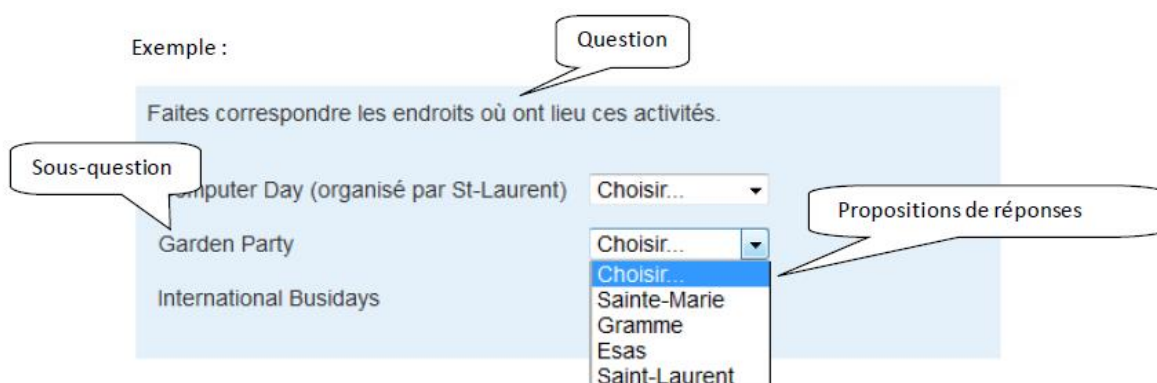 Exemple :
Question
Faites correspondre les endroits où ont lieu ces activités.
Sous-question
omputer Day (organisé par St-Laurent) Choisir...
Propositions de réponses
Garden Party Choisir...
Choisir...
International Busidays Sainte-Marie
Gramme
Esas
Saint-Laurent